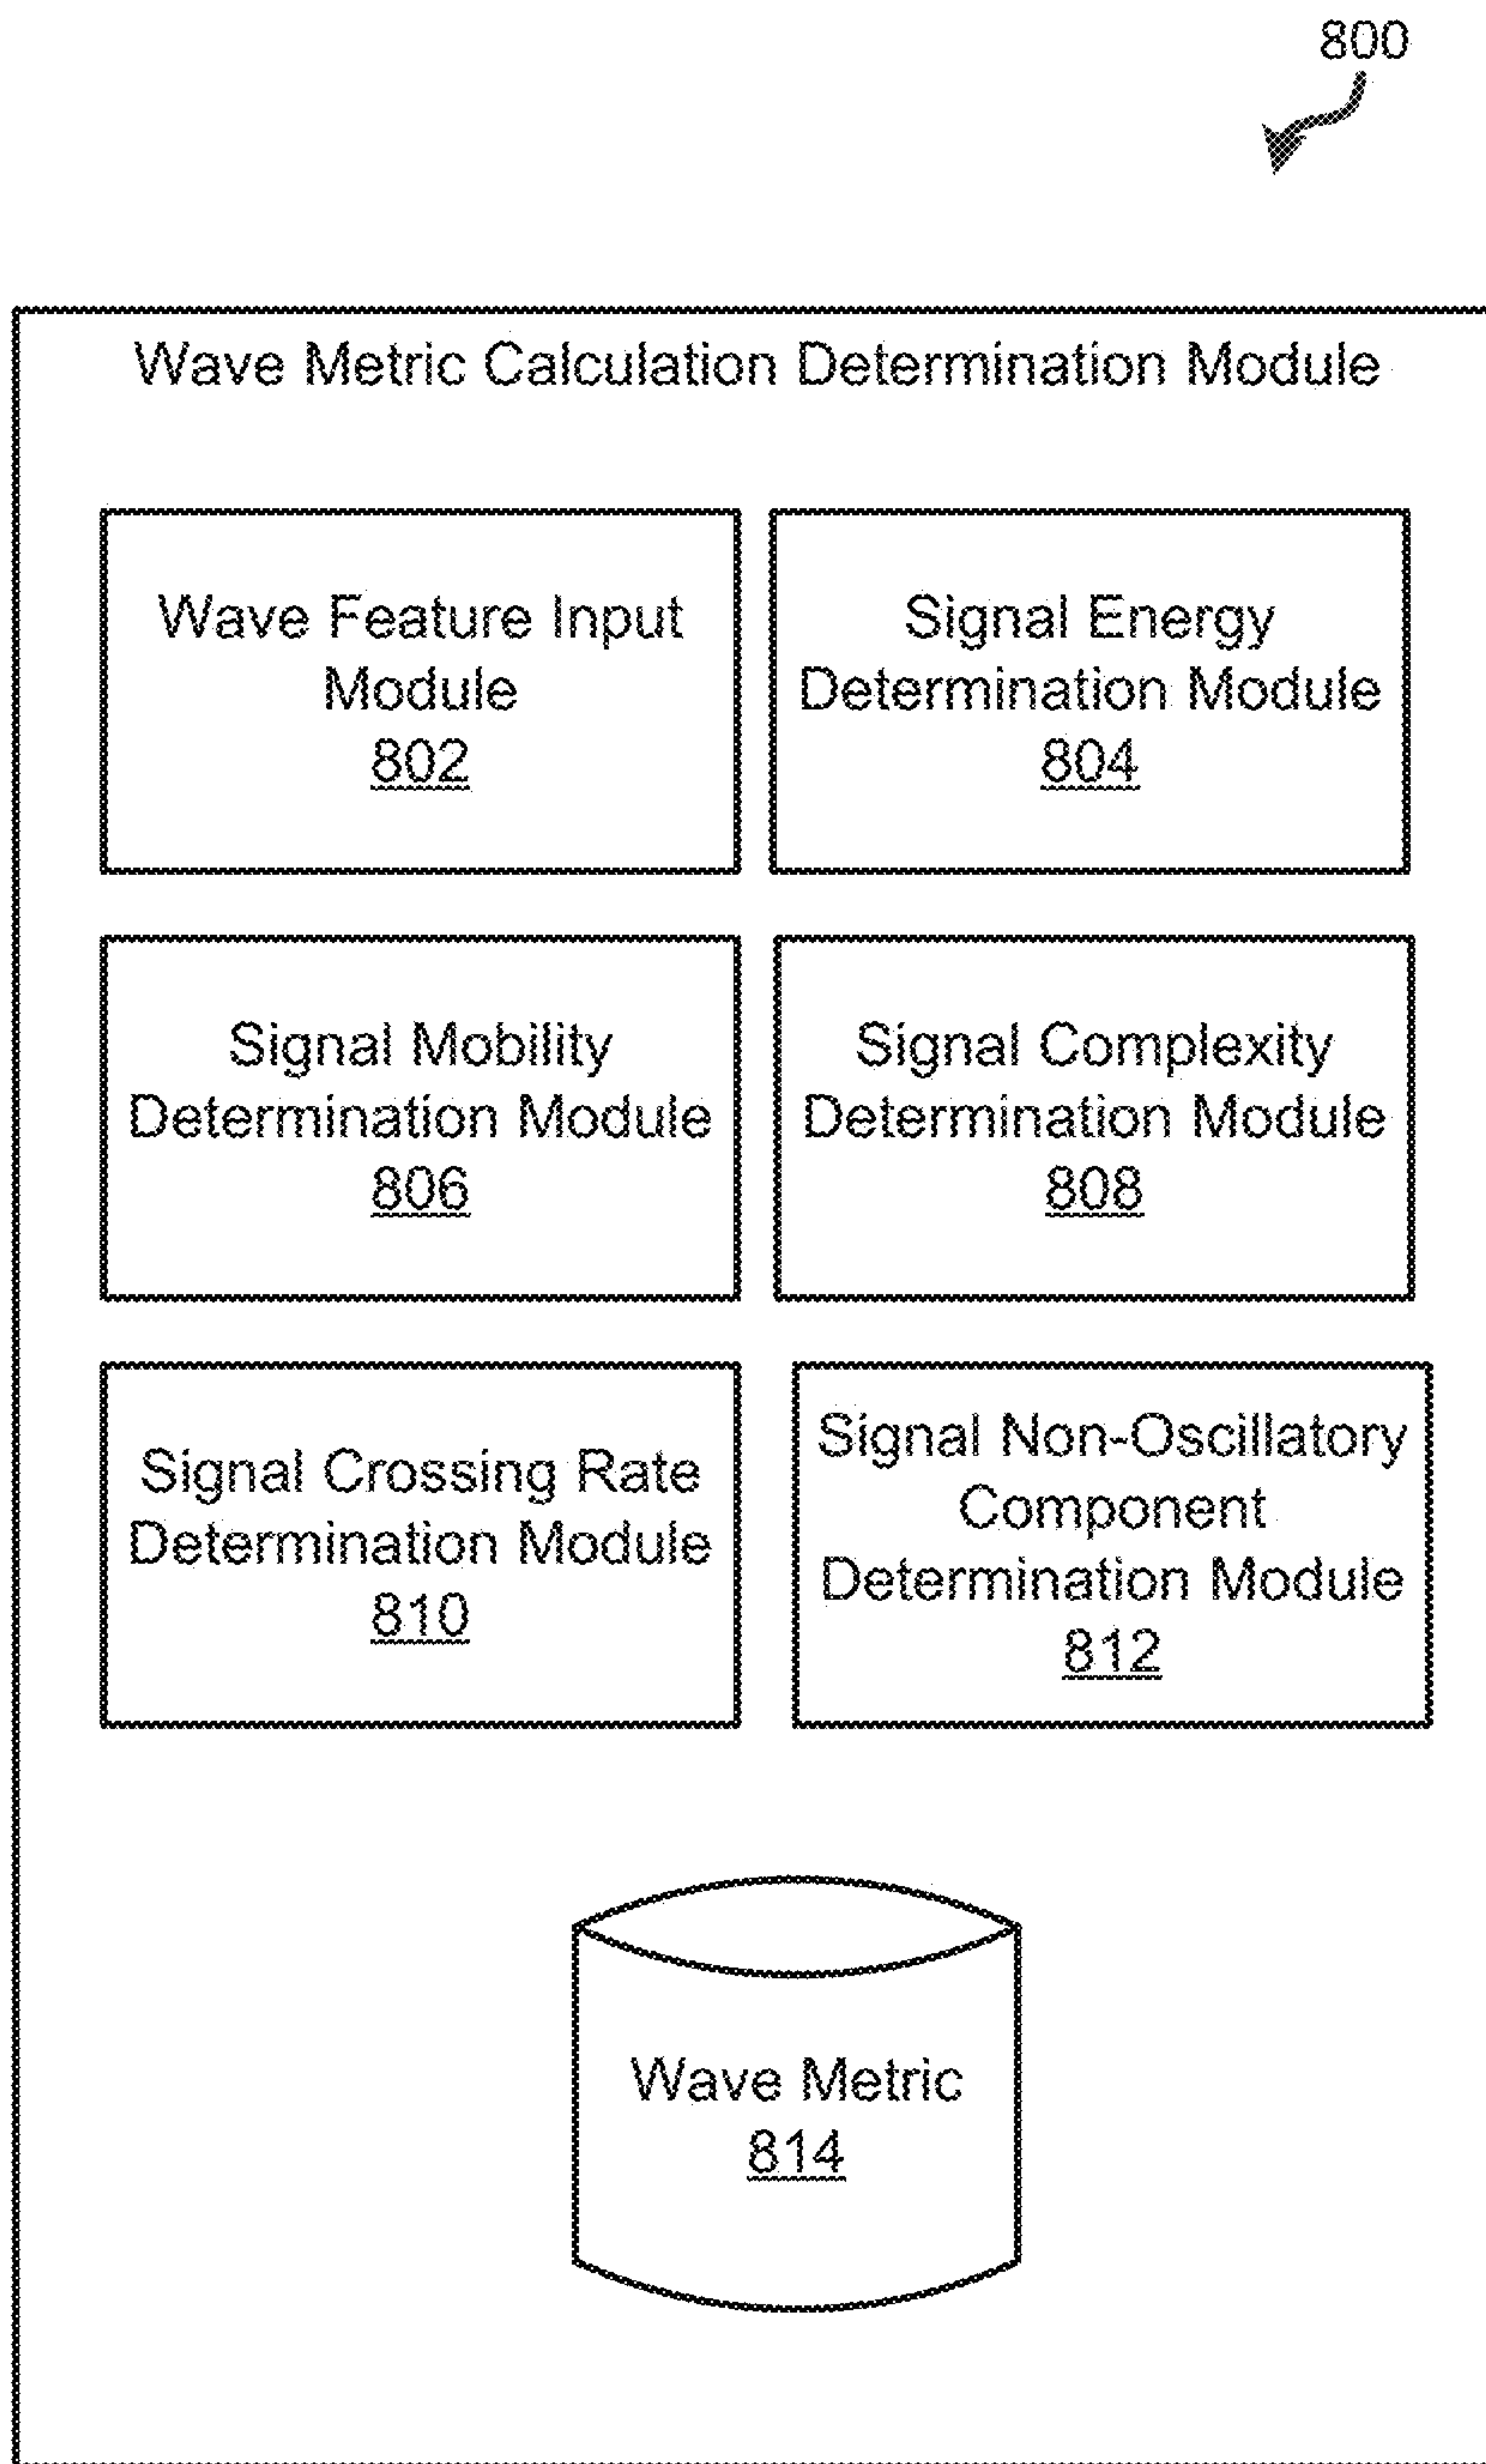 800
Wave Metric Calculation Determination Module
Wave Feature Input
Module
802
Signal Energy
Determination Module
804
Signal Mobility
Determination Module
806
Signal Complexity
Determination Module
808
Signal Crossing Rate
Determination Module
810
Signal Non-Oscillatory
Component
Determination Module
812
Wave Metric
814